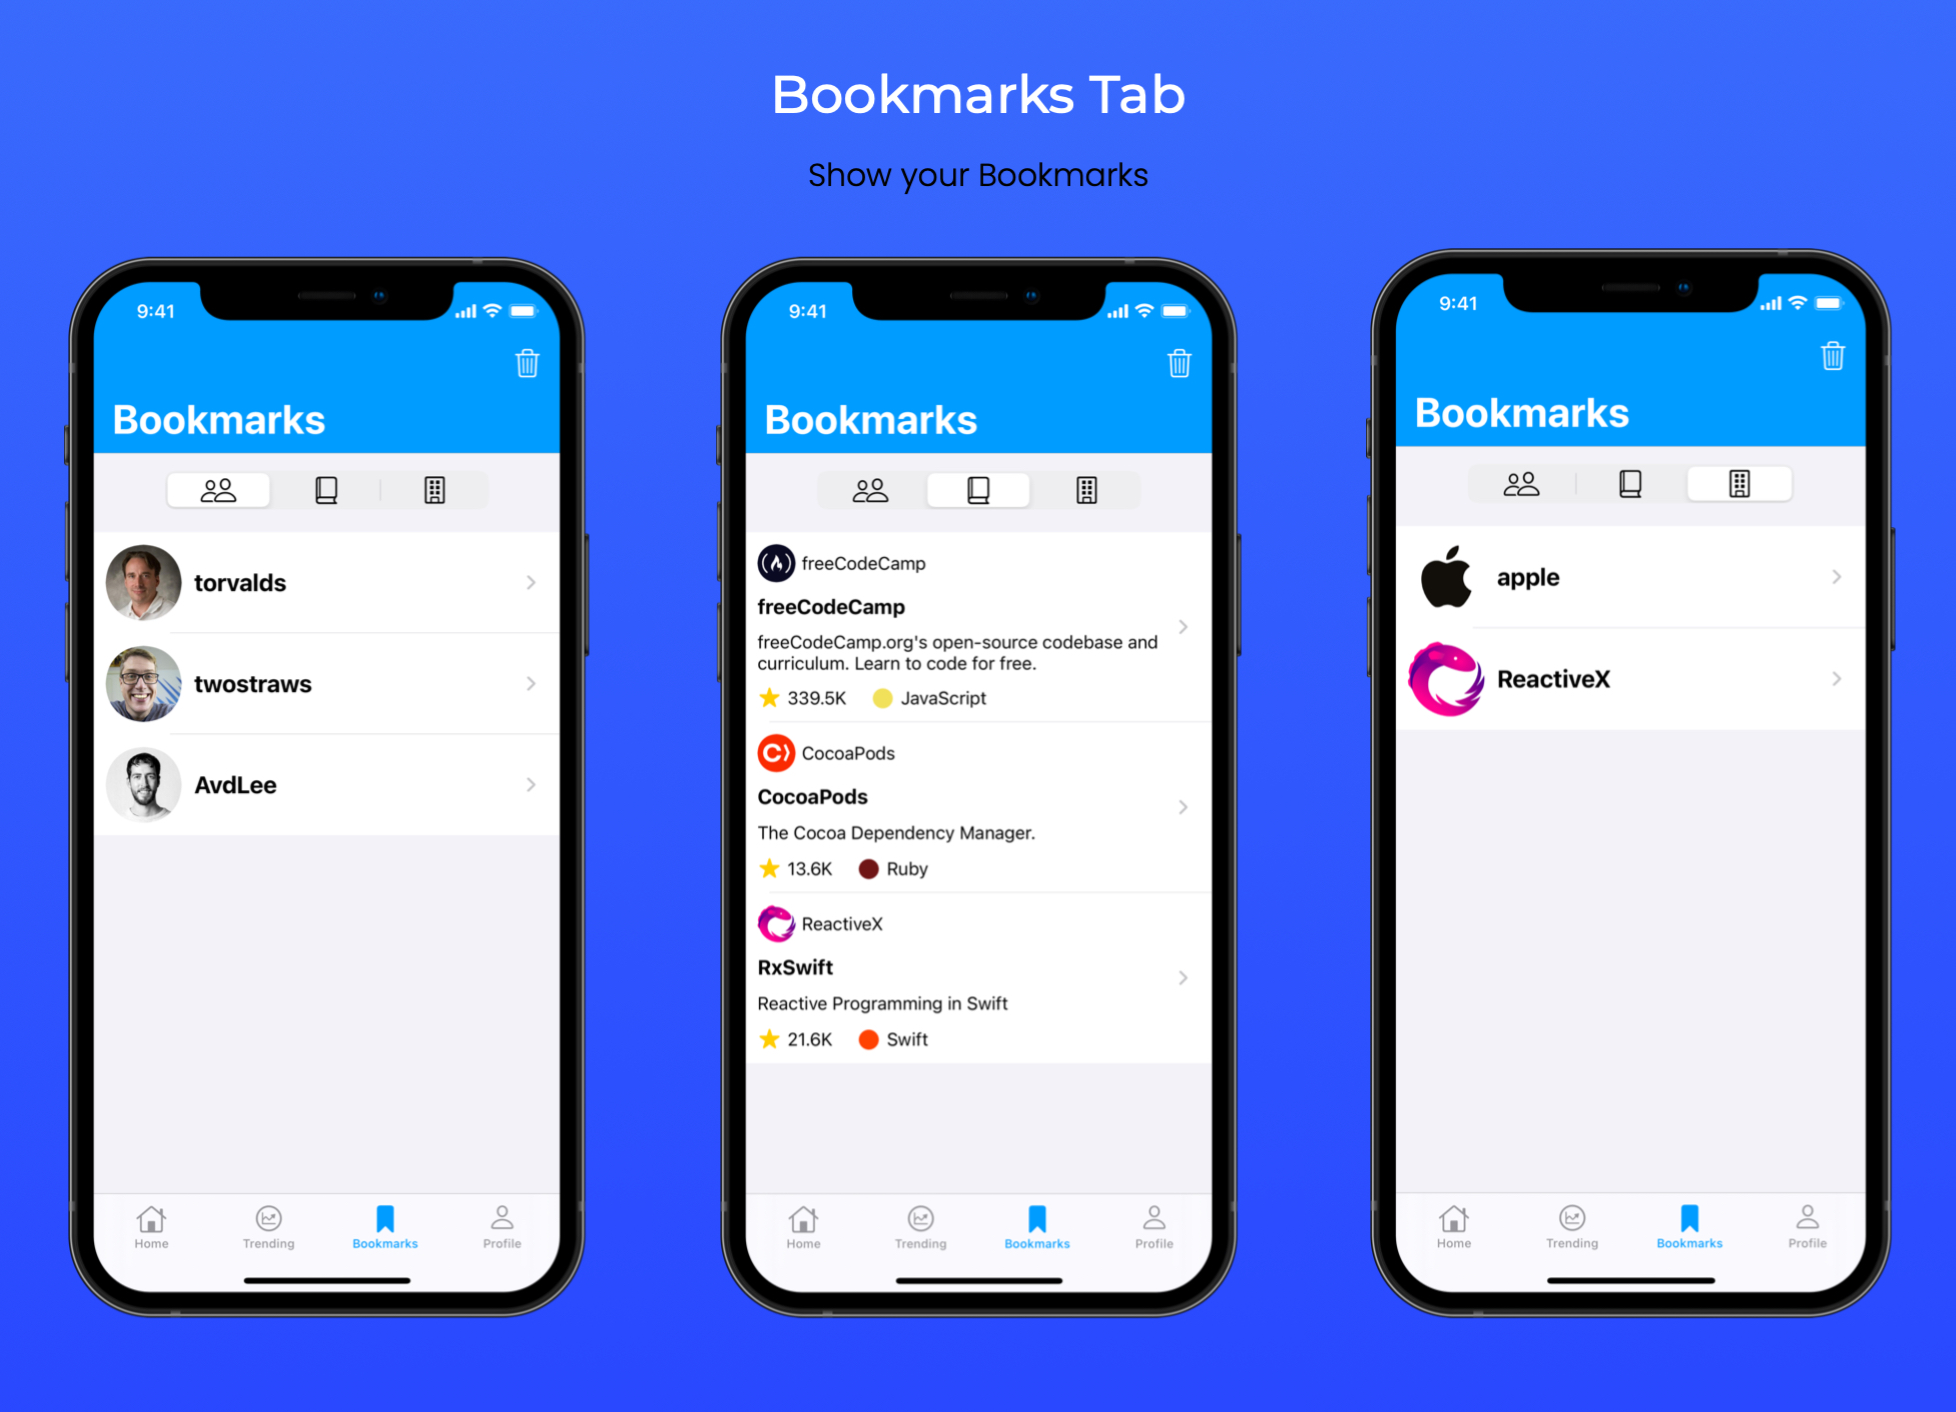 Bookmarks Tab
Show your Bookmarks
9:41
Bookmarks
torvalds
twostraws
AvdLee
Home
Trending
Bookmarks
Profile
9:41
Bookmarks
freeCodeCamp
freeCodeCamp
freeCodeCamp.org's open-source codebase and
curriculum. Learn to code for free.
339.5K JavaScript
CocoaPods
CocoaPods
The Cocoa Dependency Manager.
13.6K Ruby
ReactiveX
RxSwift
Reactive Programming in Swift
21.6K Swift
Home
Trending
Bookmarks
Profile
9:41
Bookmarks
apple
ReactiveX
Home
Trending
Bookmarks
Profile